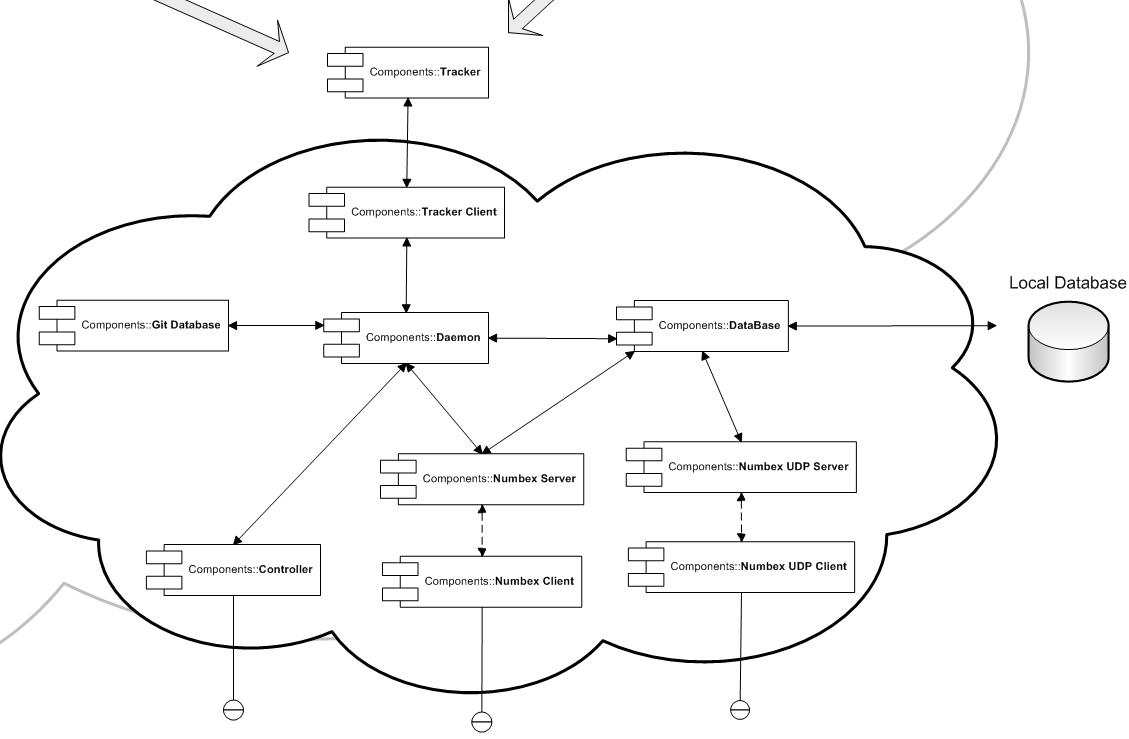 Components::Tracker
Components::Tracker Client
Local Database
Components::Git Database
Components::Daemon
Components::DataBase
Components::Numbex Server
Components::Numbex UDP Server
Components::Controller
Components::Numbex Client
Components::Numbex UDP Client